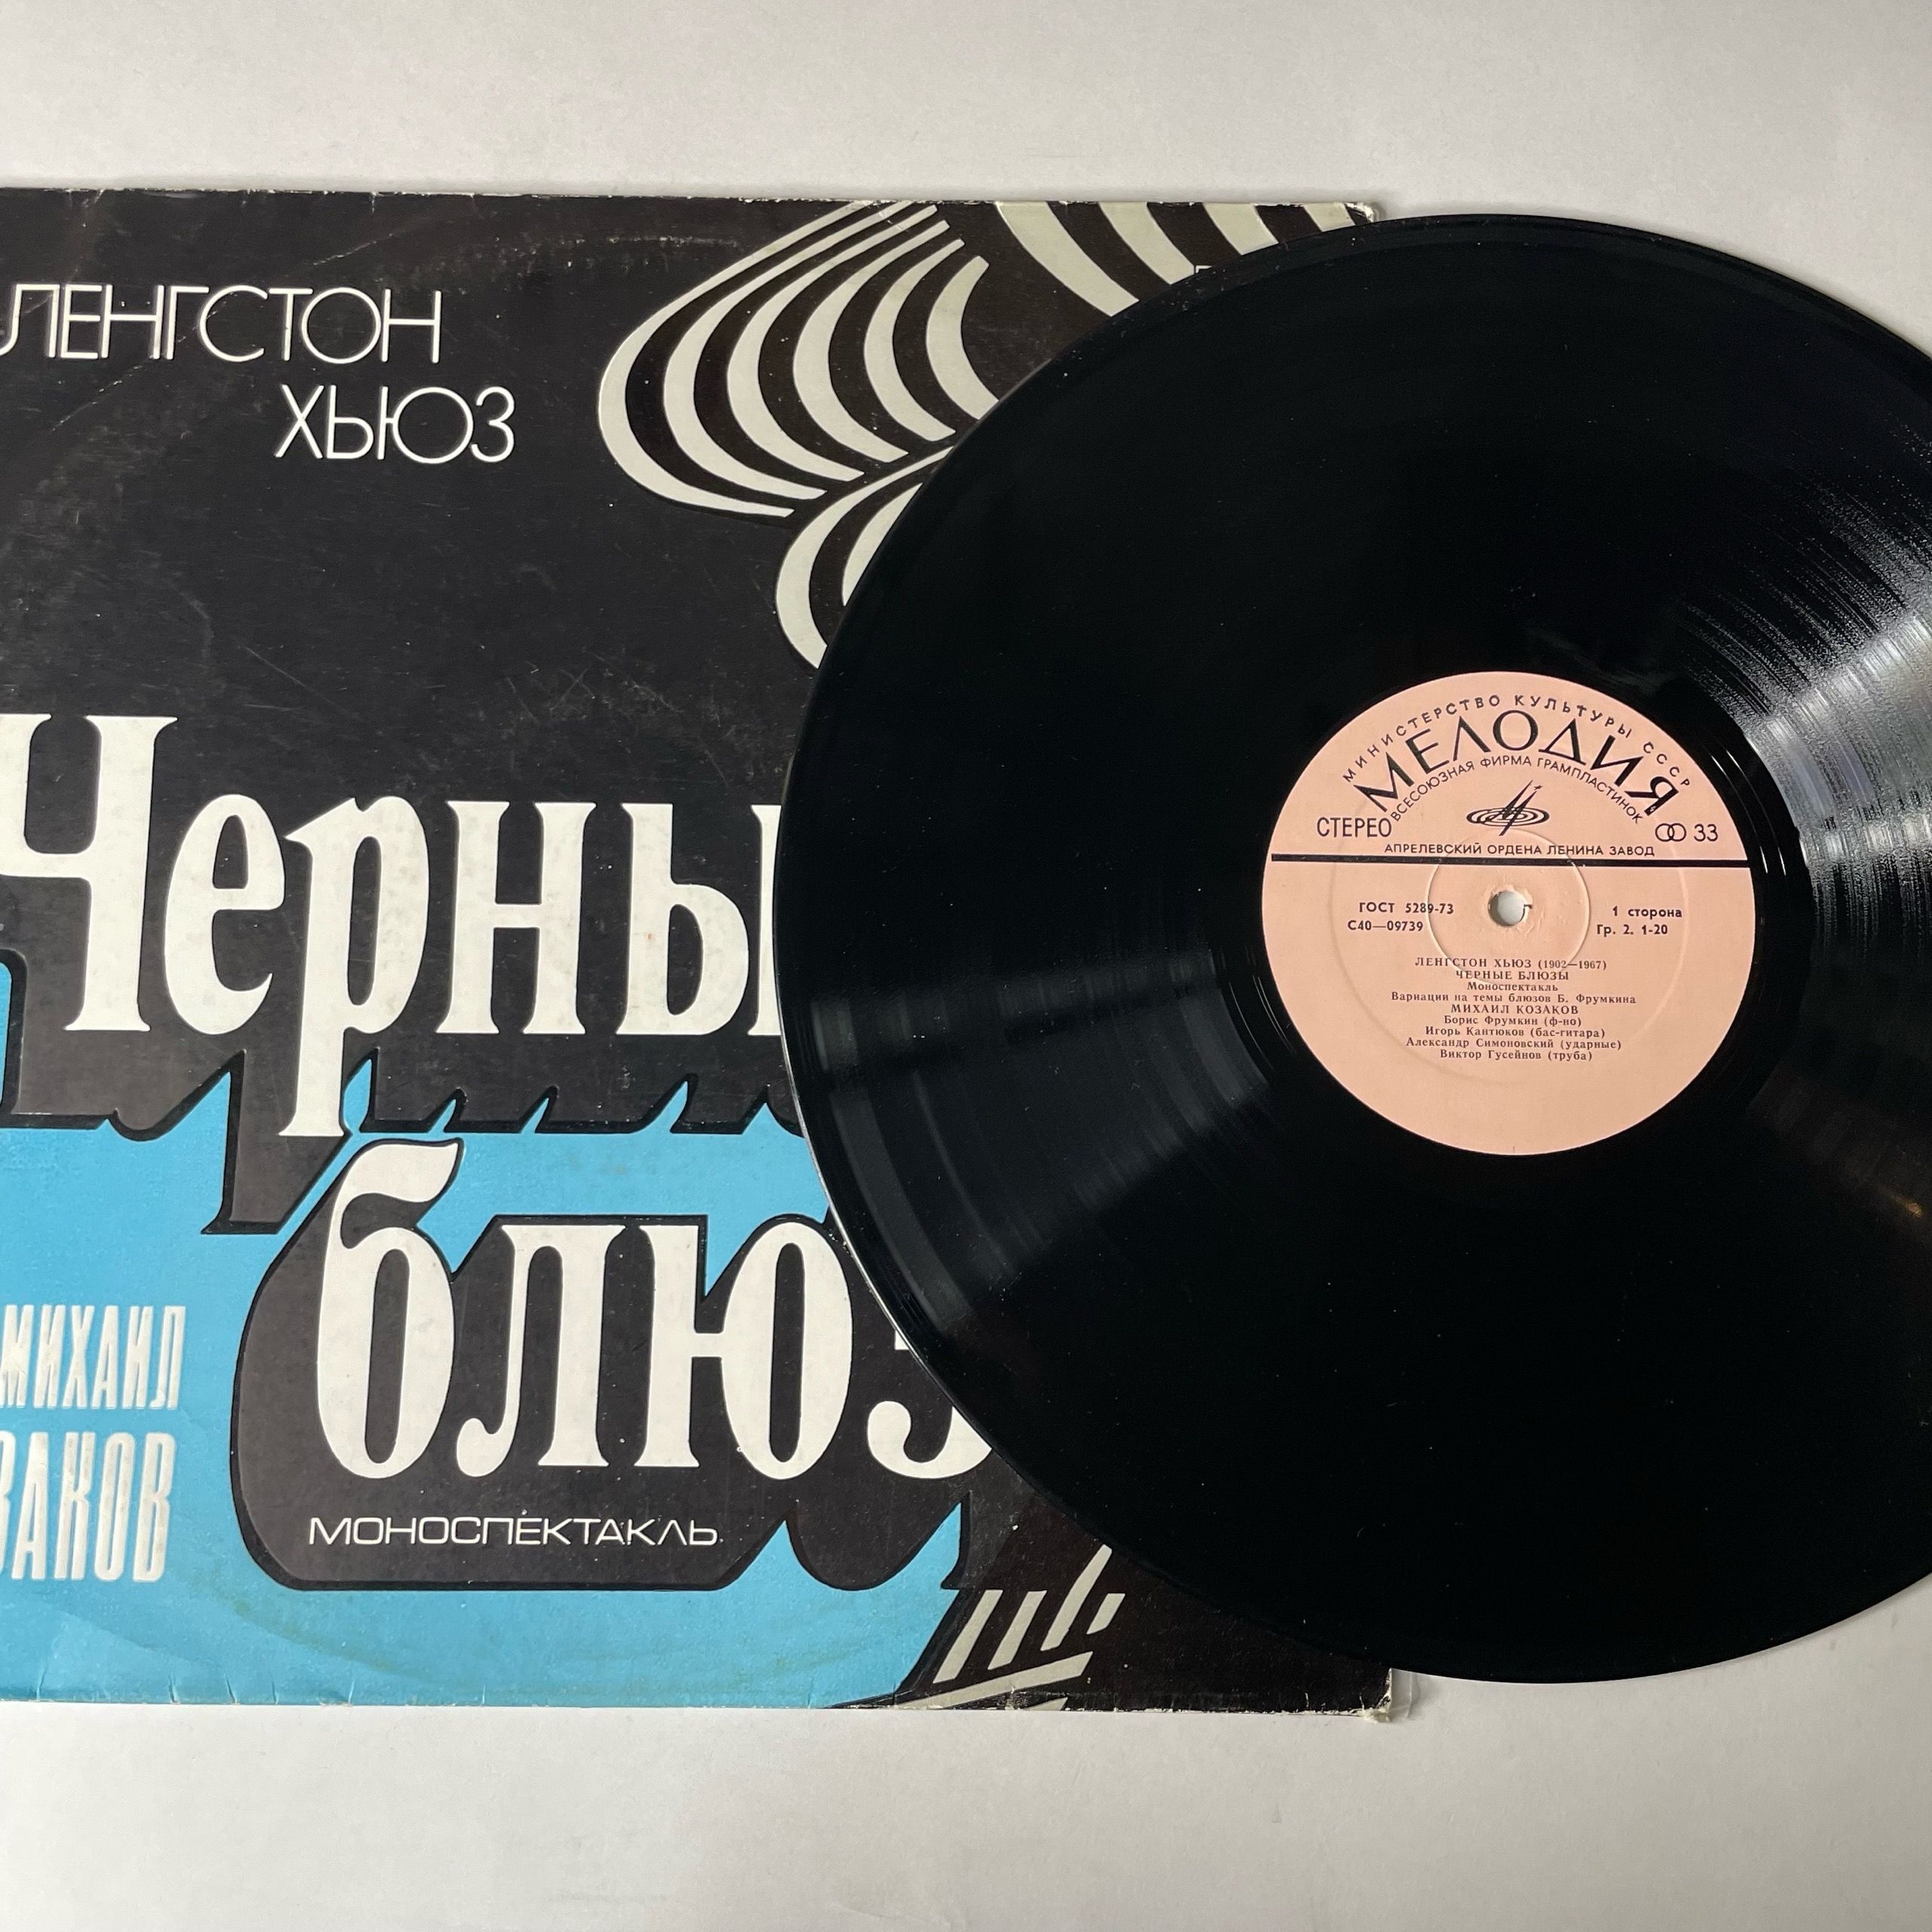 ЛЕНГСТОН
ХЬЮЗ
Черны
блюз
МИХАИЛ
ЗАКОВ
МОНОСПЕКТАКЛЬ
МИНИСТЕРСТВО КУЛЬТУРЫ СССР
МЕЛОДИЯ
ВСЕСОЮЗНАЯ ФИРМА ГРАМПЛАСТИНОК
СТЕРЕО
33
АПРЕЛЕВСКИЙ ОРДЕНА ЛЕНИНА ЗАВОД
ГОСТ 5289-73
1 сторона
С40—09739
Гр. 2. 1-20
ЛЕНГСТОН ХЬЮЗ (1902—1967)
ЧЕРНЫЕ БЛЮЗЫ
Моноспектакль
Вариации на темы блюзов Б. Фрумкина
МИХАИЛ КОЗАКОВ
Борис Фрумкин (ф-но)
Игорь Кантюков (бас-гитара)
Александр Симоновский (ударные)
Виктор Гусейнов (труба)